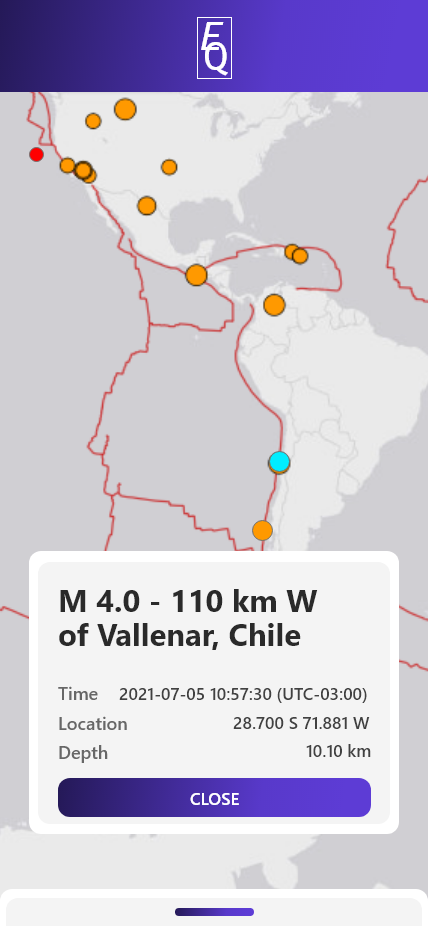 EQ
M 4.0 - 110 km W
of Vallenar, Chile
Time 2021-07-05 10:57:30 (UTC-03:00)
Location 28.700 S 71.881 W
Depth 10.10 km
CLOSE